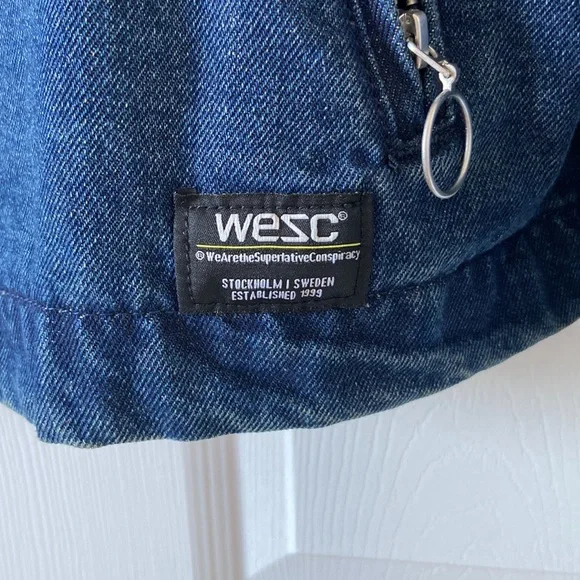 wesc®
®WeAretheSuperlativeConspiracy
STOCKHOLM | SWEDEN
ESTABLISHED 1999